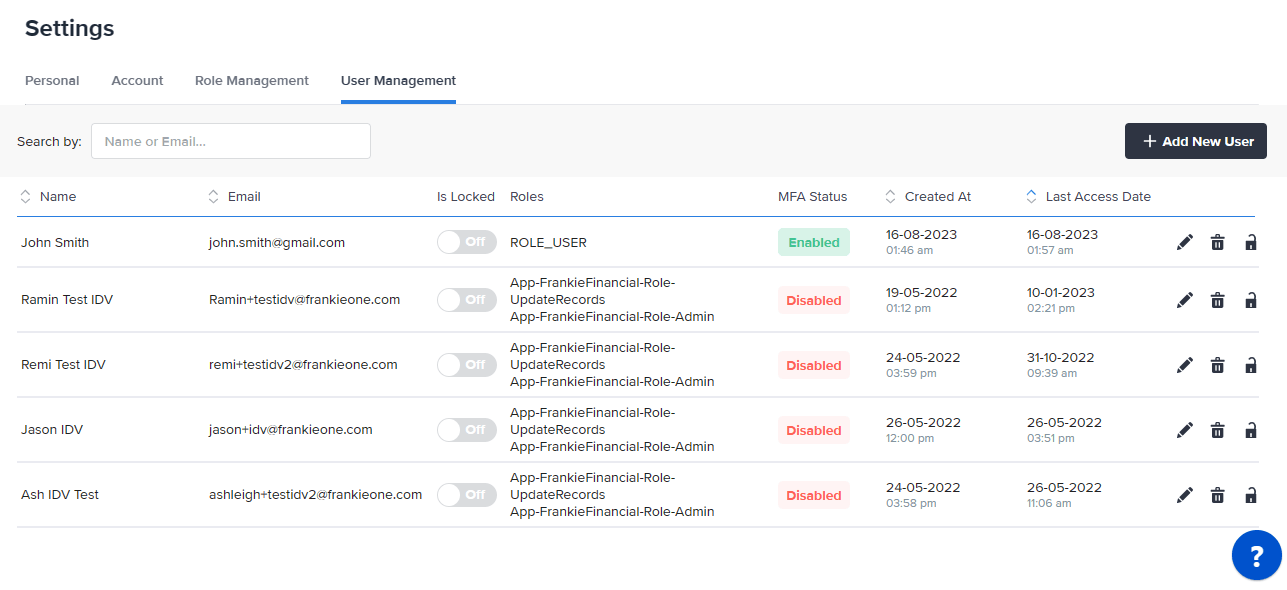 Settings
Personal Account Role Management User Management
Search by: Name or Email... + Add New User
Name Email Is Locked Roles MFA Status Created At Last Access Date
John Smith john.smith@gmail.com Off ROLE_USER Enabled 16-08-2023 16-08-2023
01:46 am 01:57 am
App-FrankieFinancial-Role-
Ramin Test IDV Ramin+testidv@frankieone.com Off UpdateRecords Disabled 19-05-2022 10-01-2023
App-FrankieFinancial-Role-Admin 01:12 pm 02:21 pm
App-FrankieFinancial-Role-
Remi Test IDV remi+testidv2@frankieone.com Off UpdateRecords Disabled 24-05-2022 31-10-2022
App-FrankieFinancial-Role-Admin 03:59 pm 09:39 am
App-FrankieFinancial-Role-
Jason IDV jason+idv@frankieone.com Off UpdateRecords Disabled 26-05-2022 26-05-2022
App-FrankieFinancial-Role-Admin 12:00 pm 03:51 pm
App-FrankieFinancial-Role-
Ash IDV Test ashleigh+testidv2@frankieone.com Off UpdateRecords Disabled 24-05-2022 26-05-2022
App-FrankieFinancial-Role-Admin 03:58 pm 11:06 am
?